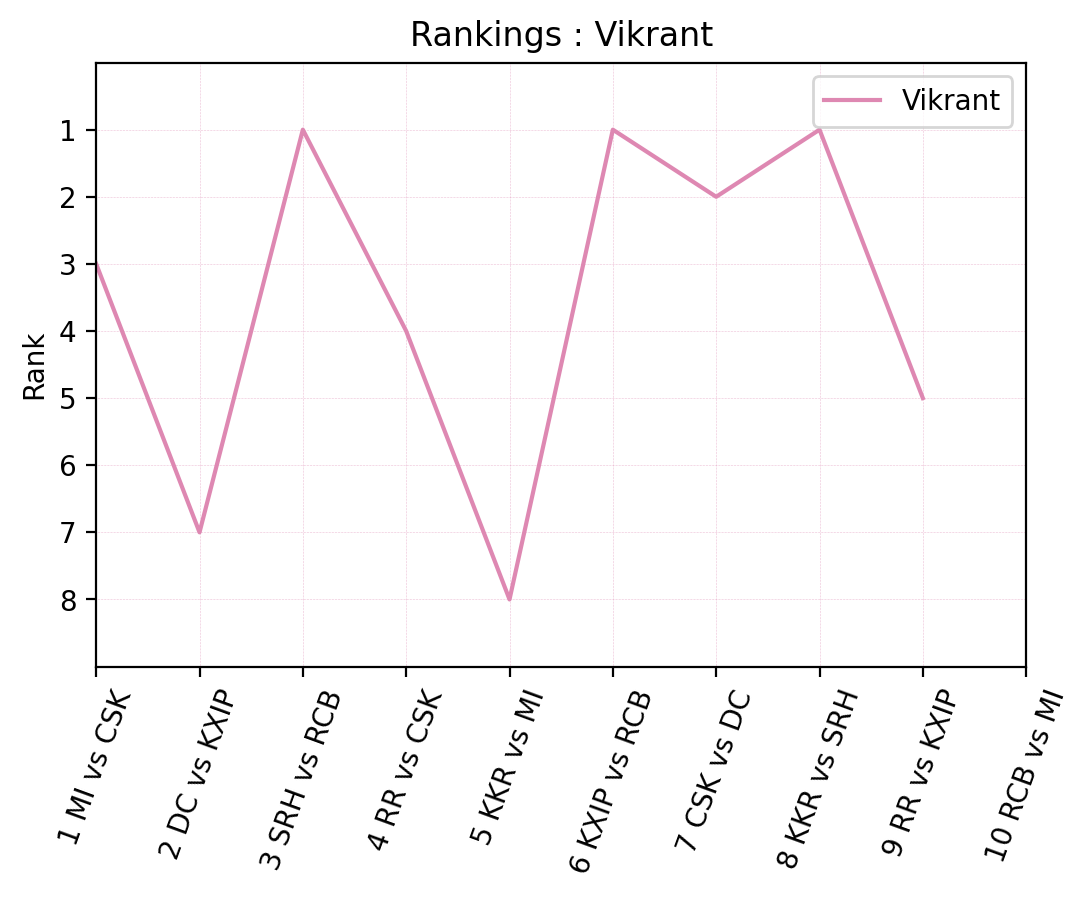 Rankings : Vikrant
Vikrant
Rank
1
2
3
4
5
6
7
8
1 MI vs CSK
2 DC vs KXIP
3 SRH vs RCB
4 RR vs CSK
5 KKR vs MI
6 KXIP vs RCB
7 CSK vs DC
8 KKR vs SRH
9 RR vs KXIP
10 RCB vs MI